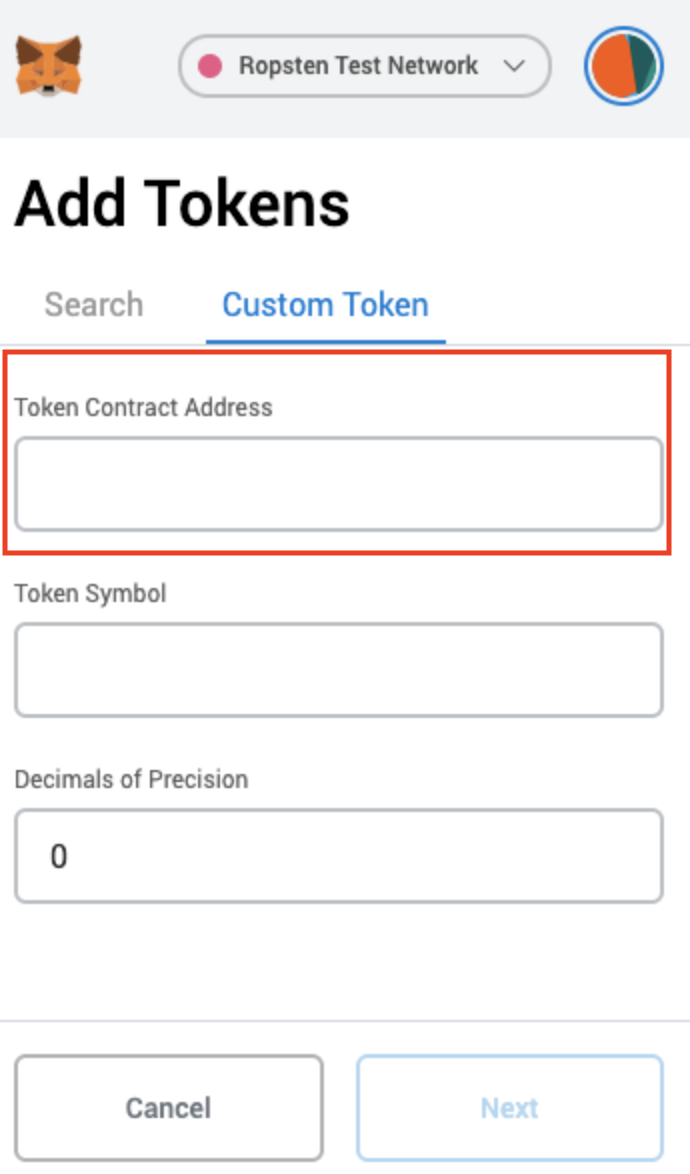 Ropsten Test Network
Add Tokens
Search Custom Token
Token Contract Address
Token Symbol
Decimals of Precision
0
Cancel Next